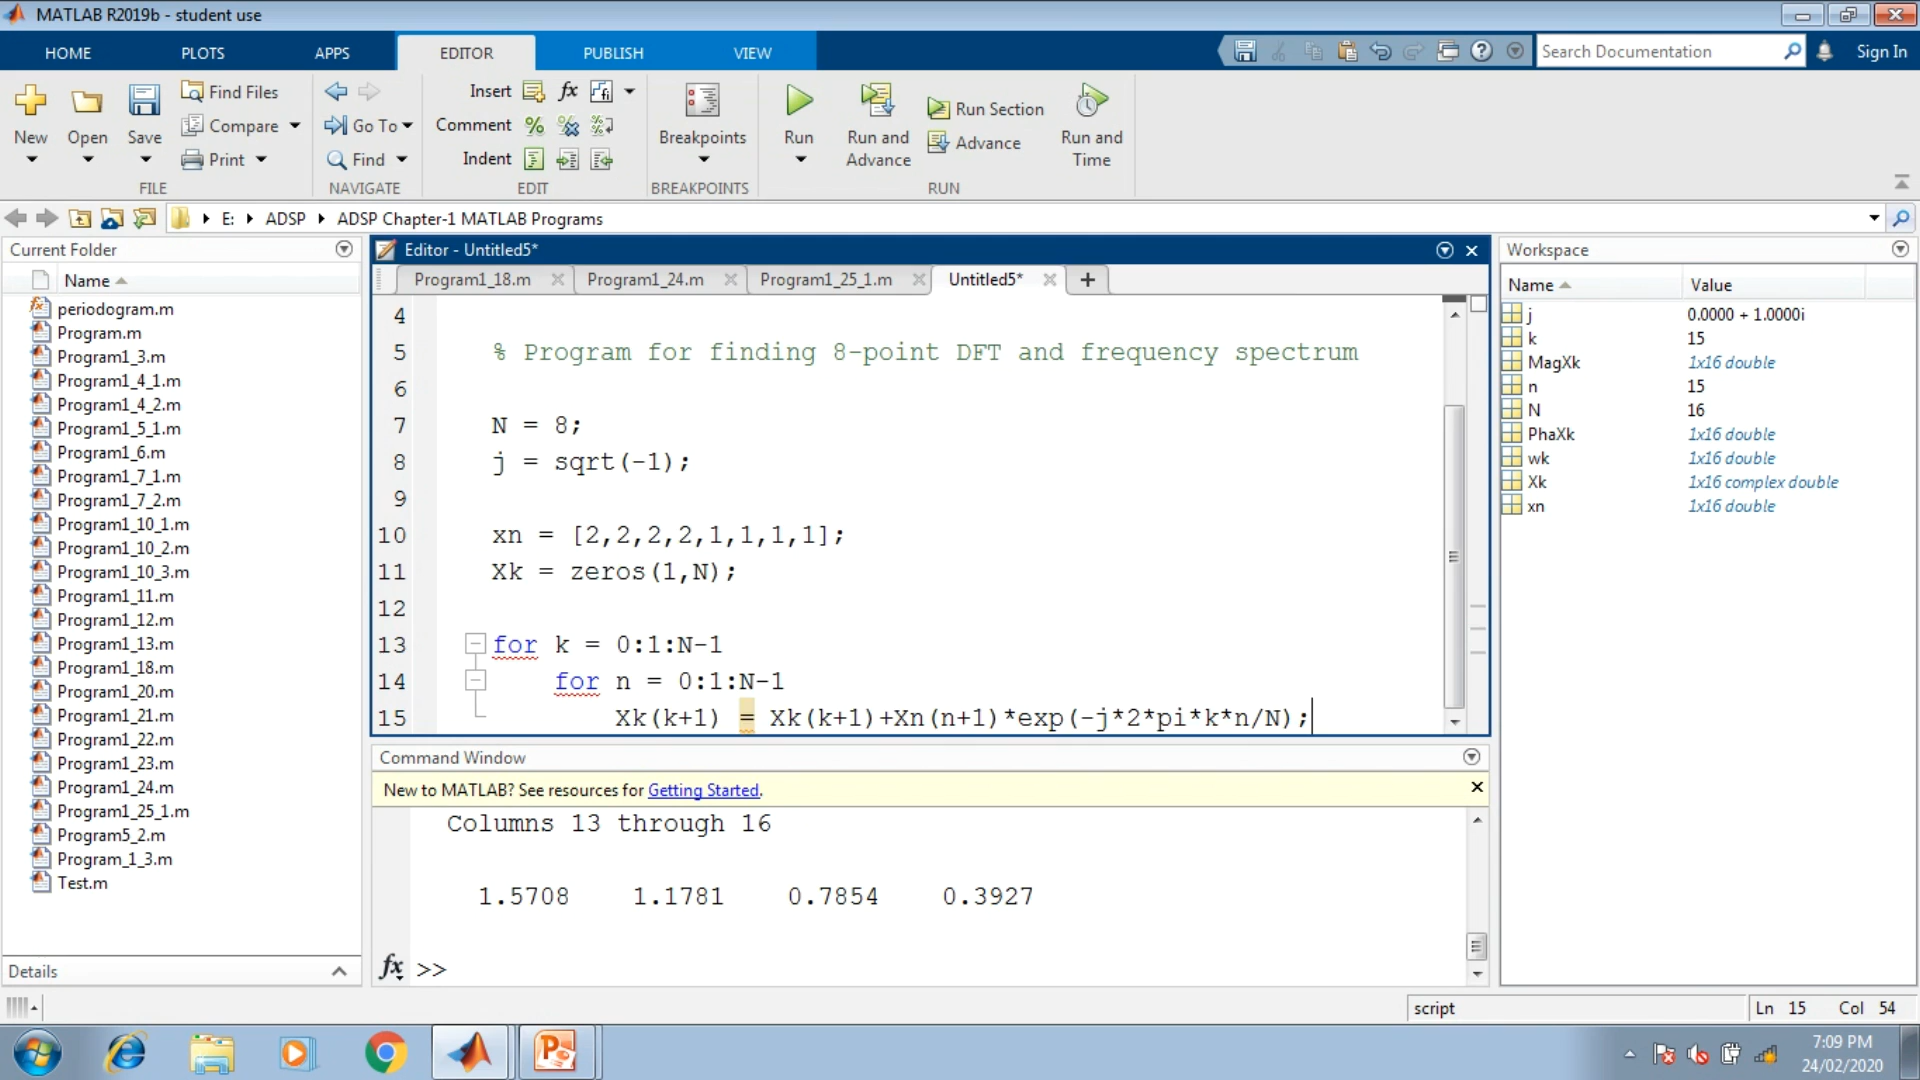 MATLAB R2019b - student use
HOME PLOTS APPS EDITOR PUBLISH VIEW Search Documentation Sign In
New Open Save Find Files Compare Print FILE
Go To Find NAVIGATE
Insert fx Comment Indent EDIT
Breakpoints BREAKPOINTS
Run Run and Advance Run Section Advance Run and Time RUN
E: ADSP ADSP Chapter-1 MATLAB Programs
Current Folder
Name
periodogram.m
Program.m
Program1_3.m
Program1_4_1.m
Program1_4_2.m
Program1_5_1.m
Program1_6.m
Program1_7_1.m
Program1_7_2.m
Program1_10_1.m
Program1_10_2.m
Program1_10_3.m
Program1_11.m
Program1_12.m
Program1_13.m
Program1_18.m
Program1_20.m
Program1_21.m
Program1_22.m
Program1_23.m
Program1_24.m
Program1_25_1.m
Program5_2.m
Program_1_3.m
Test.m
Details
Editor - Untitled5*
Program1_18.m Program1_24.m Program1_25_1.m Untitled5* +
4
5 % Program for finding 8-point DFT and frequency spectrum
6
7 N = 8;
8 j = sqrt(-1);
9
10 xn = [2,2,2,2,1,1,1,1];
11 Xk = zeros(1,N);
12
13 for k = 0:1:N-1
14 for n = 0:1:N-1
15 Xk(k+1) = Xk(k+1)+Xn(n+1)*exp(-j*2*pi*k*n/N);
Command Window
New to MATLAB? See resources for Getting Started.
Columns 13 through 16
1.5708 1.1781 0.7854 0.3927
fx >>
Workspace
Name Value
j 0.0000 + 1.0000i
k 15
MagXk 1x16 double
n 15
N 16
PhaXk 1x16 double
wk 1x16 double
Xk 1x16 complex double
xn 1x16 double
script Ln 15 Col 54
7:09 PM
24/02/2020